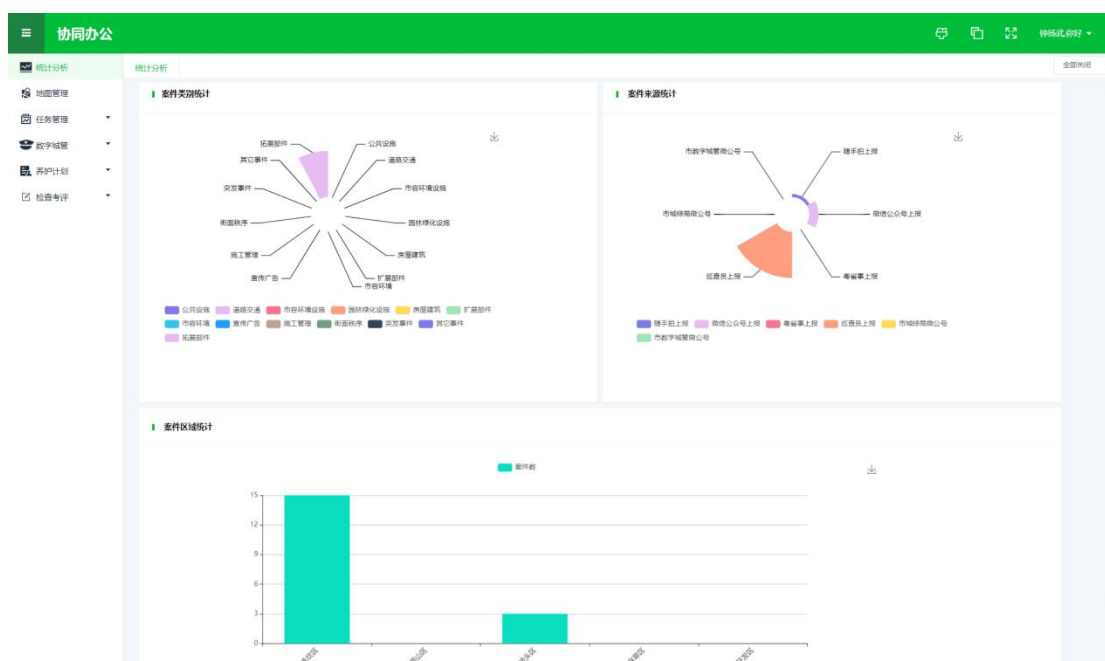 协同办公
钟扬武,你好
统计分析
地图管理
任务管理
数字城管
养护计划
检查考评
统计分析
全部关闭
案件类别统计
拓展部件
公共设施
其它事件
道路交通
突发事件
市容环境设施
街面秩序
园林绿化设施
施工管理
房屋建筑
宣传广告
扩展部件
市容环境
公共设施 道路交通 市容环境设施 园林绿化设施 房屋建筑 扩展部件
市容环境 宣传广告 施工管理 街面秩序 突发事件 其它事件
拓展部件
案件来源统计
市数字城管微公号
随手拍上报
市城综局微公号
微信公众号上报
巡查员上报
粤省事上报
随手拍上报 微信公众号上报 粤省事上报 巡查员上报 市城综局微公号
市数字城管微公号
案件区域统计
案件数
15
12
9
6
3
0